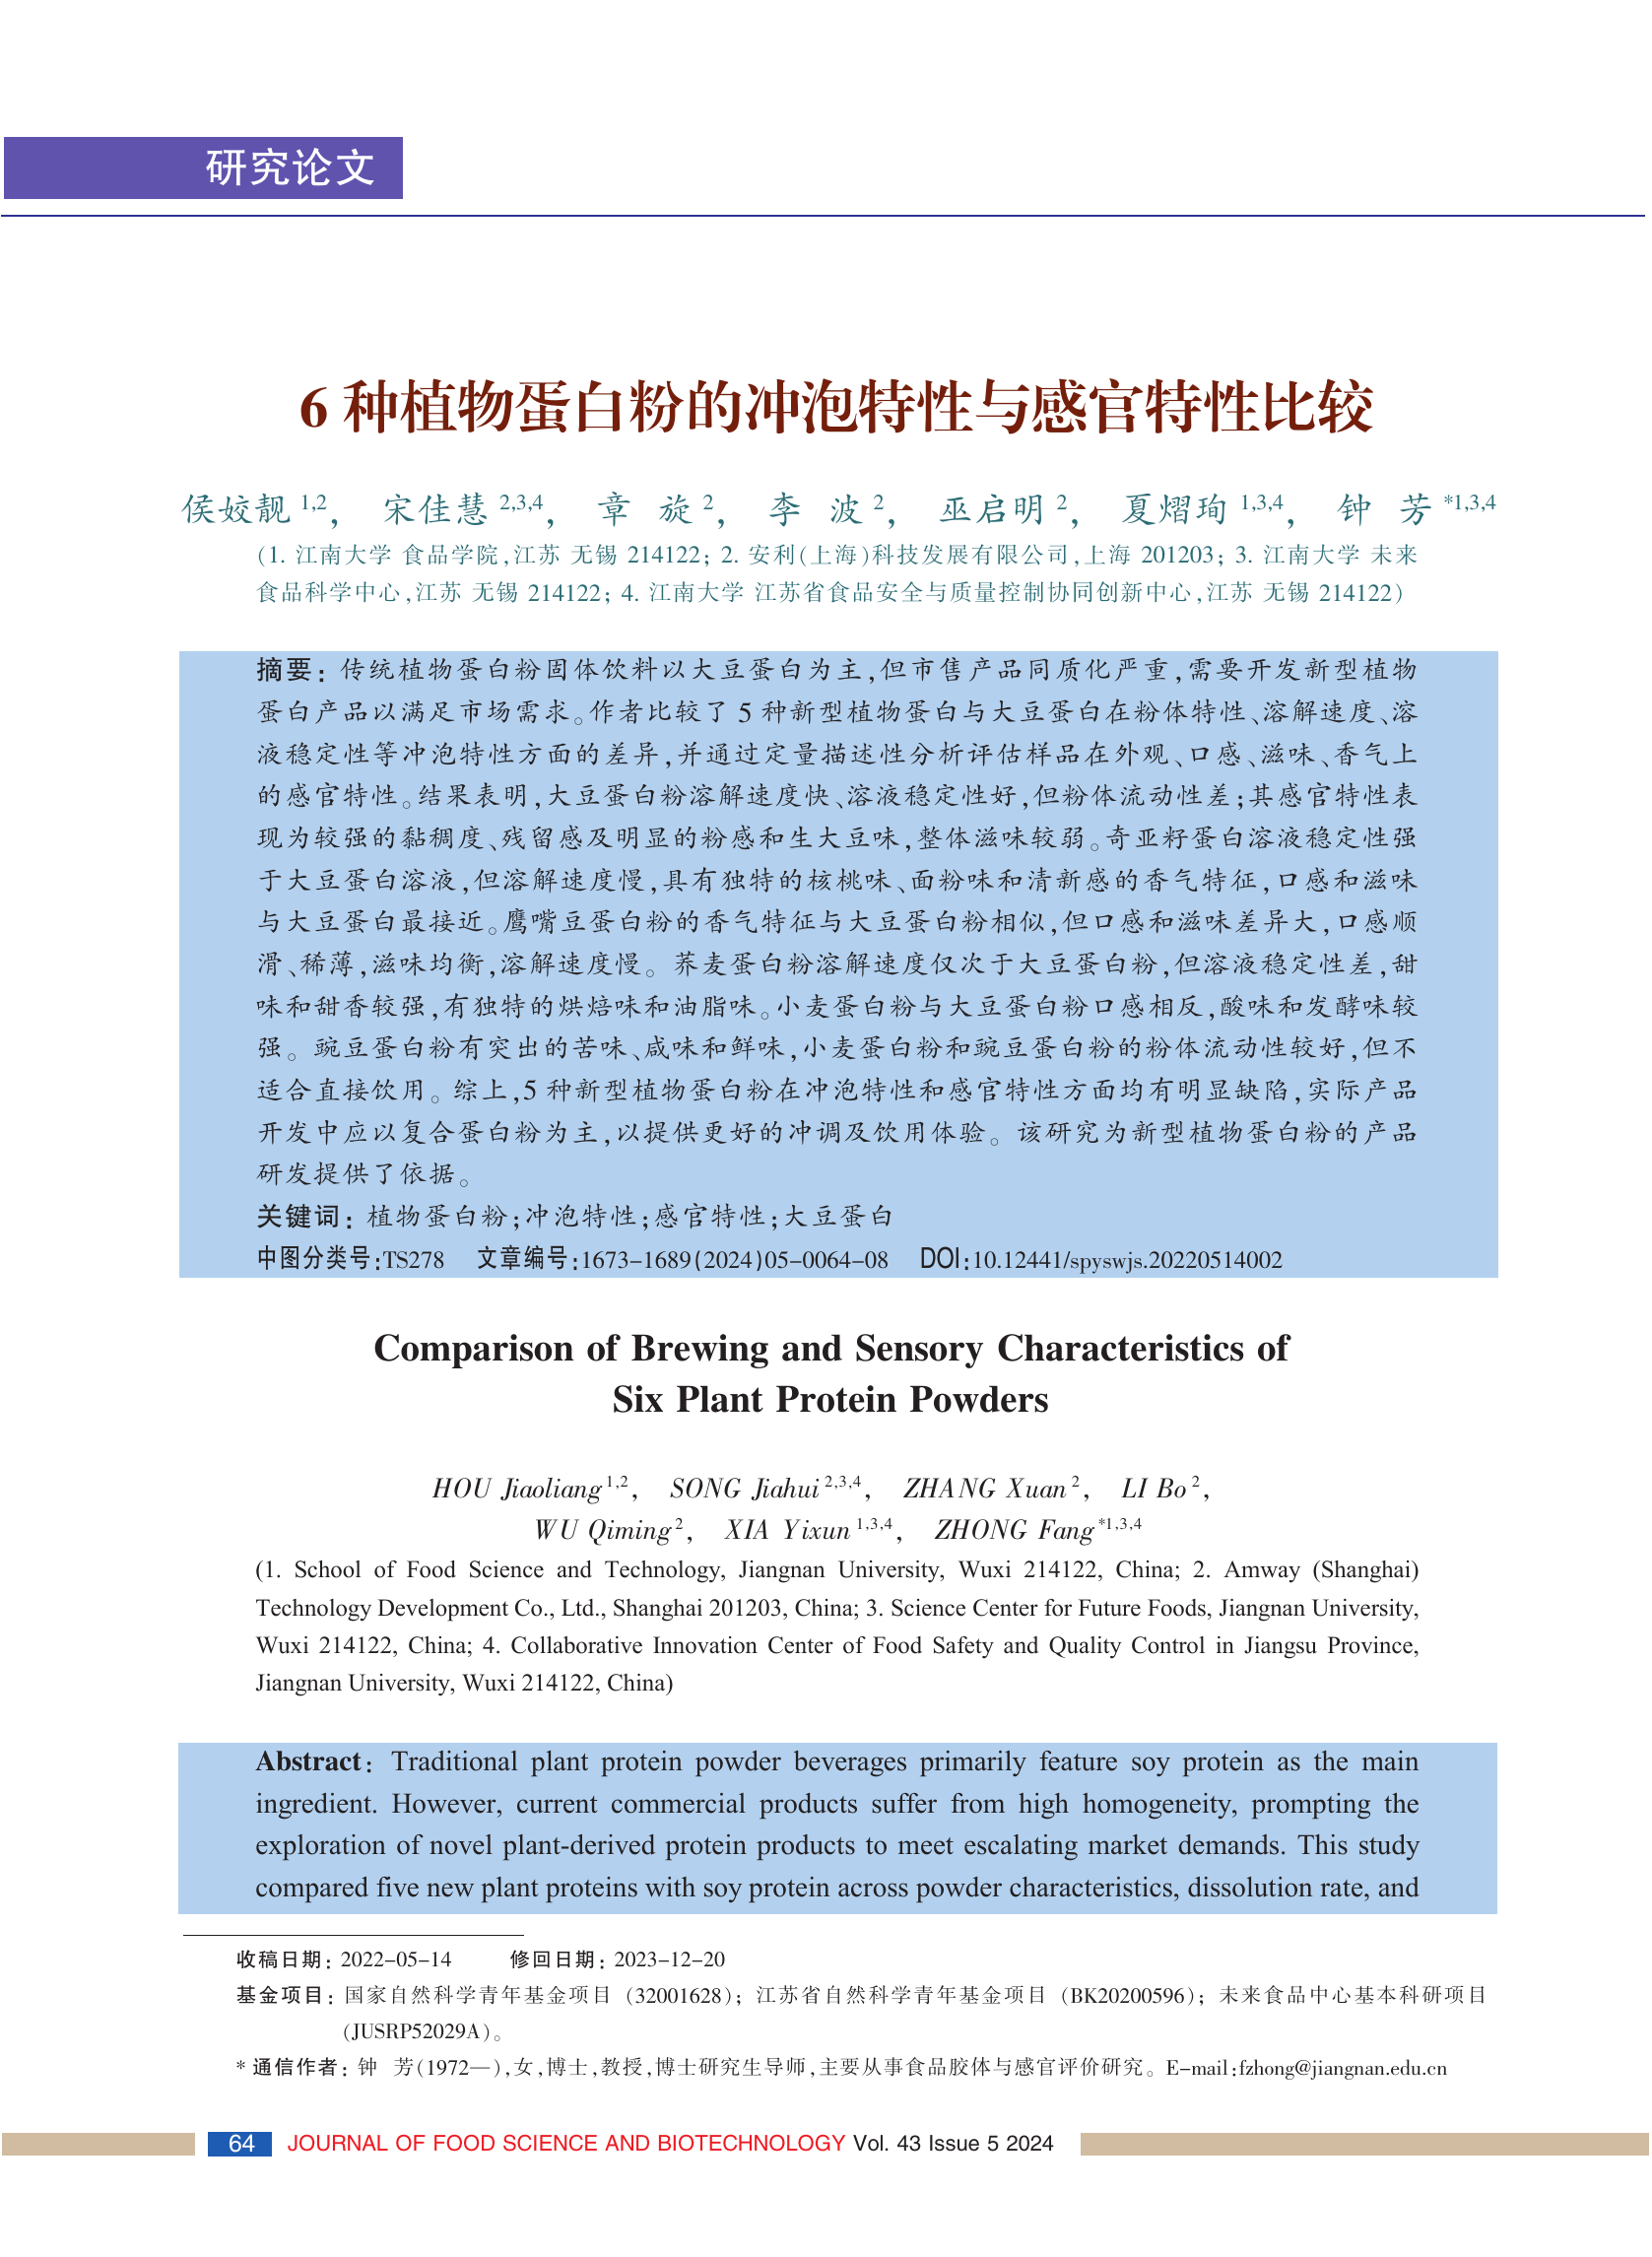 研究论文
6 种植物蛋白粉的冲泡特性与感官特性比较
侯姣靓 1,2， 宋佳慧 2,3,4， 章 旋 2， 李 波 2， 巫启明 2， 夏熠珣 1,3,4， 钟 芳 *1,3,4
(1. 江南大学 食品学院,江苏 无锡 214122; 2. 安利(上海)科技发展有限公司,上海 201203; 3. 江南大学 未来
食品科学中心,江苏 无锡 214122; 4. 江南大学 江苏省食品安全与质量控制协同创新中心,江苏 无锡 214122)
摘要：传统植物蛋白粉固体饮料以大豆蛋白为主,但市售产品同质化严重,需要开发新型植物
蛋白产品以满足市场需求。作者比较了 5 种新型植物蛋白与大豆蛋白在粉体特性、溶解速度、溶
液稳定性等冲泡特性方面的差异,并通过定量描述性分析评估样品在外观、口感、滋味、香气上
的感官特性。结果表明,大豆蛋白粉溶解速度快、溶液稳定性好,但粉体流动性差;其感官特性表
现为较强的黏稠度、残留感及明显的粉感和生大豆味,整体滋味较弱。奇亚籽蛋白溶液稳定性强
于大豆蛋白溶液,但溶解速度慢,具有独特的核桃味、面粉味和清新感的香气特征,口感和滋味
与大豆蛋白最接近。鹰嘴豆蛋白粉的香气特征与大豆蛋白粉相似,但口感和滋味差异大,口感顺
滑、稀薄,滋味均衡,溶解速度慢。荞麦蛋白粉溶解速度仅次于大豆蛋白粉,但溶液稳定性差,甜
味和甜香较强,有独特的烘焙味和油脂味。小麦蛋白粉与大豆蛋白粉口感相反,酸味和发酵味较
强。豌豆蛋白粉有突出的苦味、咸味和鲜味,小麦蛋白粉和豌豆蛋白粉的粉体流动性较好,但不
适合直接饮用。综上,5 种新型植物蛋白粉在冲泡特性和感官特性方面均有明显缺陷,实际产品
开发中应以复合蛋白粉为主,以提供更好的冲调及饮用体验。该研究为新型植物蛋白粉的产品
研发提供了依据。
关键词：植物蛋白粉;冲泡特性;感官特性;大豆蛋白
中图分类号:TS278 文章编号:1673-1689(2024)05-0064-08 DOI:10.12441/spyswjs.20220514002
Comparison of Brewing and Sensory Characteristics of
Six Plant Protein Powders
HOU Jiaoliang 1,2, SONG Jiahui 2,3,4, ZHANG Xuan 2, LI Bo 2,
WU Qiming 2, XIA Yixun 1,3,4, ZHONG Fang *1,3,4
(1. School of Food Science and Technology, Jiangnan University, Wuxi 214122, China; 2. Amway (Shanghai)
Technology Development Co., Ltd., Shanghai 201203, China; 3. Science Center for Future Foods, Jiangnan University,
Wuxi 214122, China; 4. Collaborative Innovation Center of Food Safety and Quality Control in Jiangsu Province,
Jiangnan University, Wuxi 214122, China)
Abstract： Traditional plant protein powder beverages primarily feature soy protein as the main
ingredient. However, current commercial products suffer from high homogeneity, prompting the
exploration of novel plant-derived protein products to meet escalating market demands. This study
compared five new plant proteins with soy protein across powder characteristics, dissolution rate, and
收稿日期：2022-05-14 修回日期：2023-12-20
基金项目：国家自然科学青年基金项目 (32001628)；江苏省自然科学青年基金项目 (BK20200596)；未来食品中心基本科研项目
(JUSRP52029A)。
* 通信作者：钟 芳(1972—),女,博士,教授,博士研究生导师,主要从事食品胶体与感官评价研究。E-mail:fzhong@jiangnan.edu.cn
64 JOURNAL OF FOOD SCIENCE AND BIOTECHNOLOGY Vol. 43 Issue 5 2024